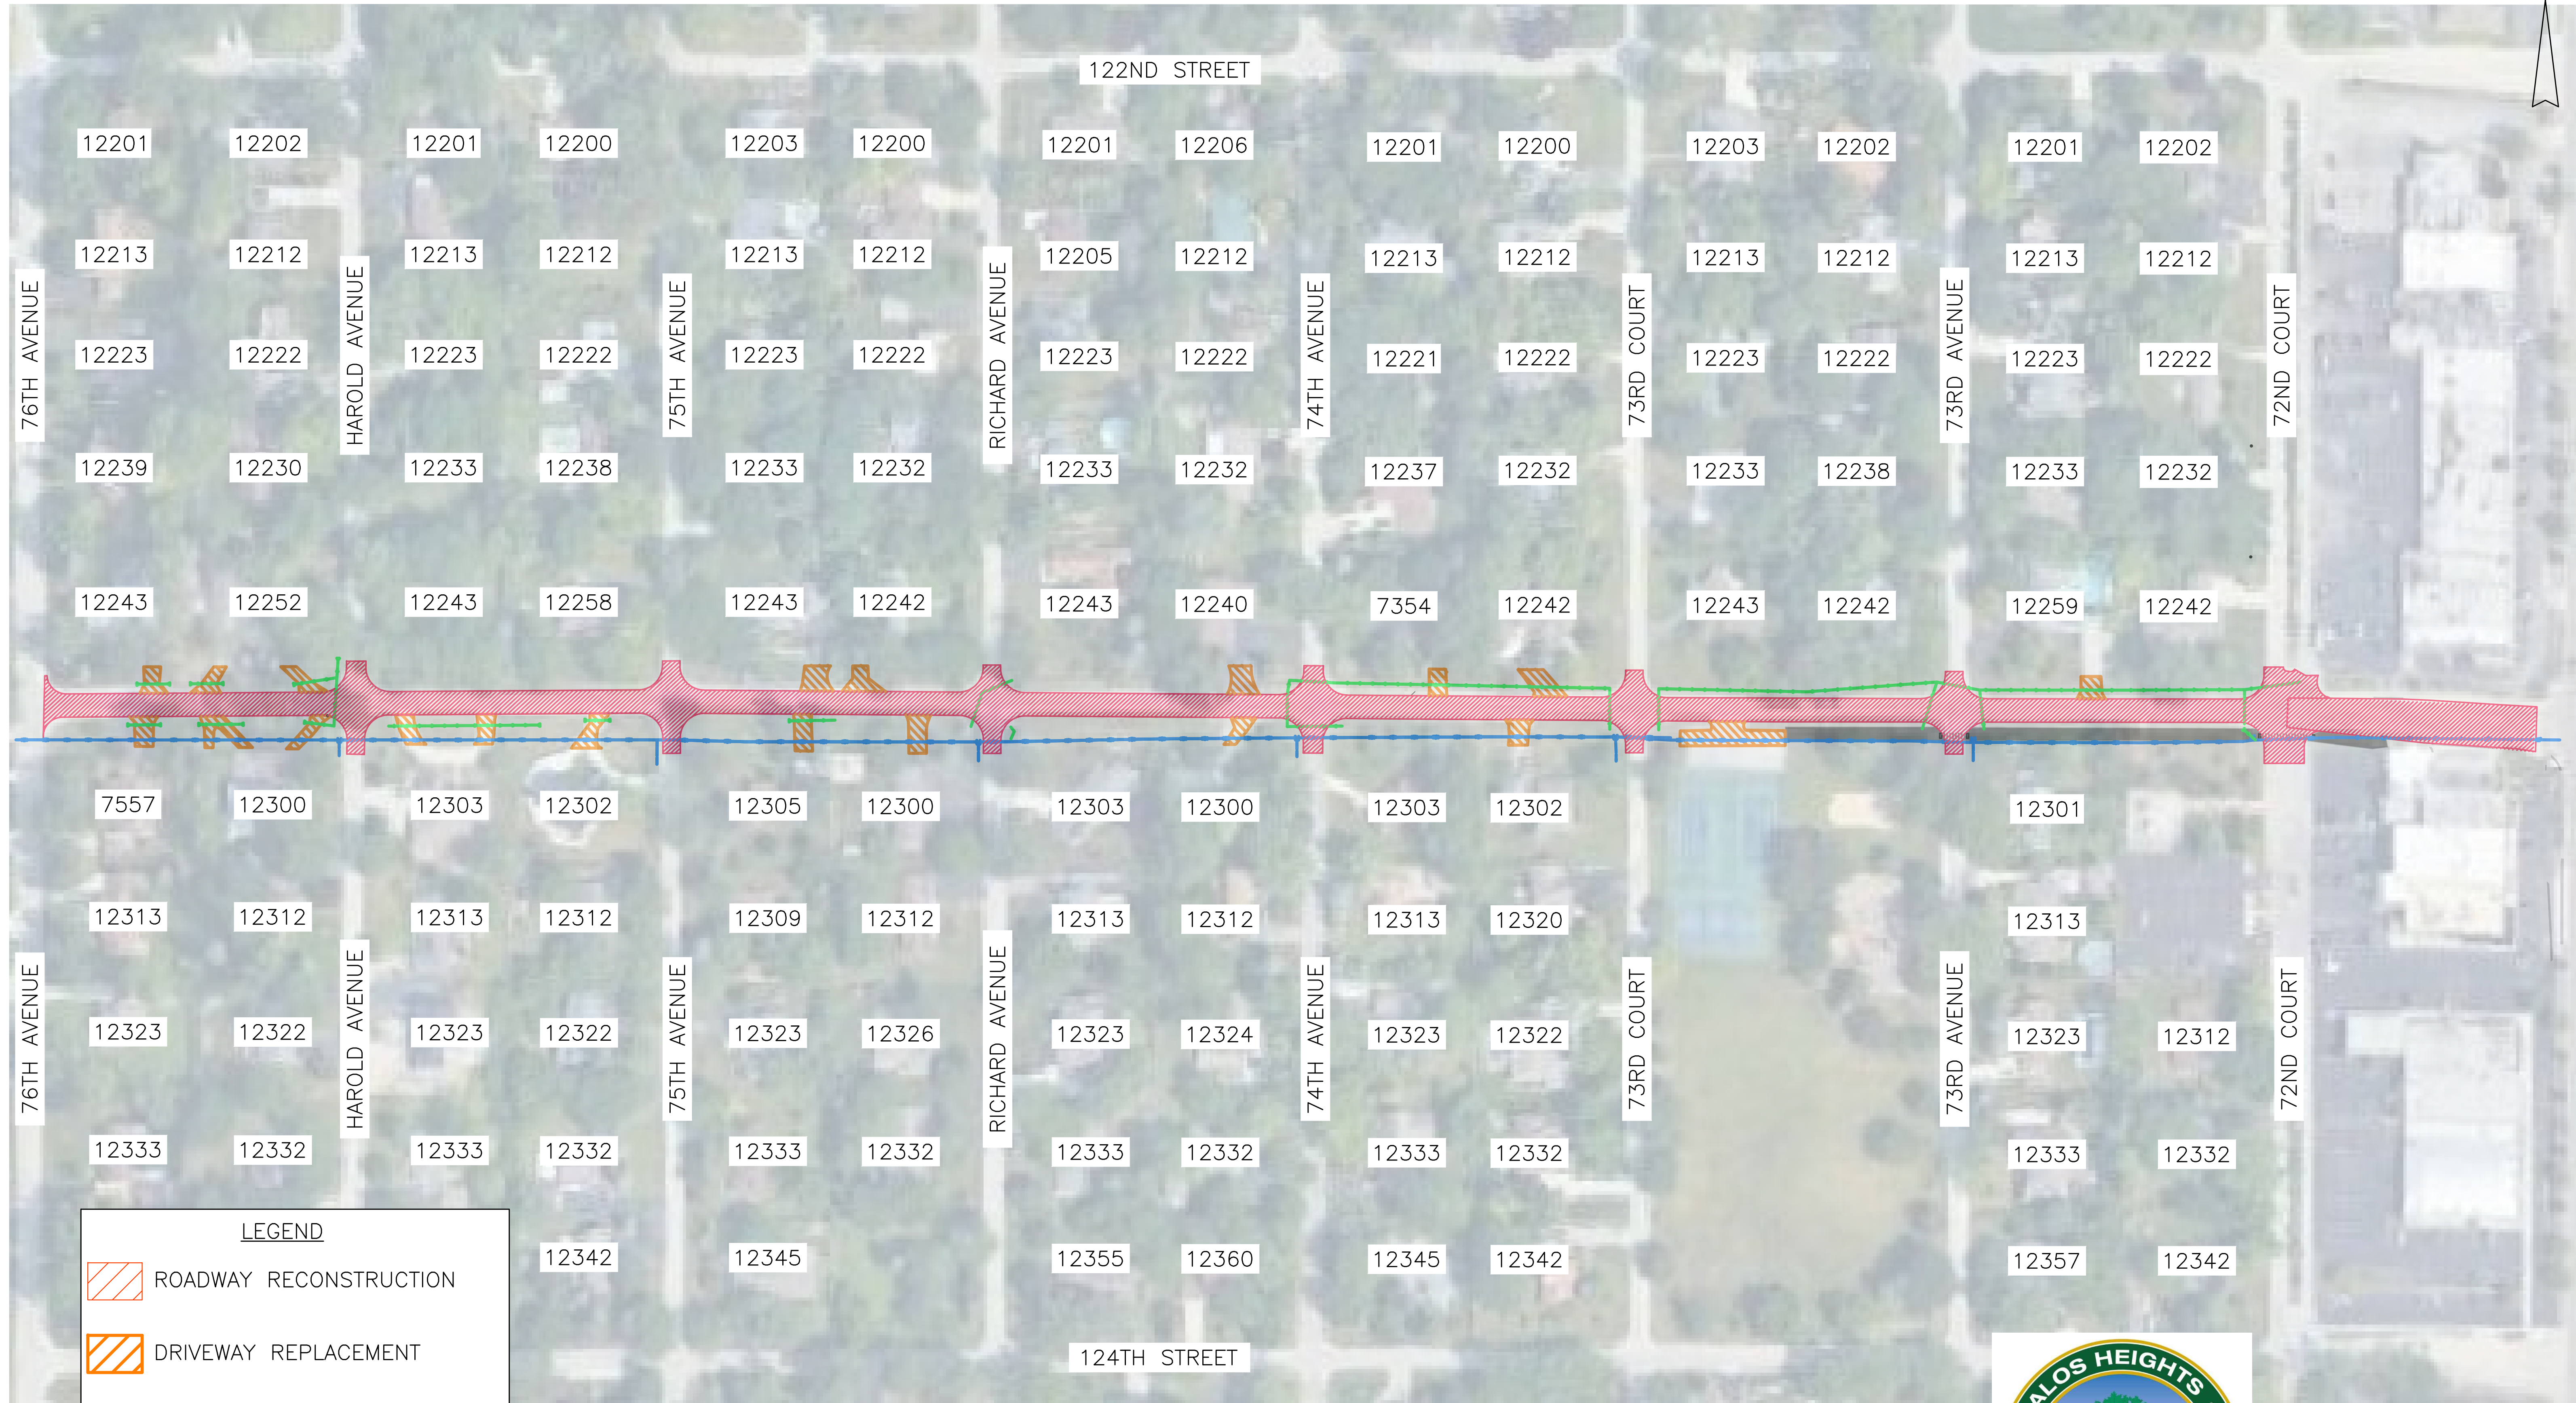 122ND STREET
12201 12202 12201 12200 12203 12200 12201 12206 12201 12200 12203 12202 12201 12202
12213 12212 12213 12212 12213 12212 12205 12212 12213 12212 12213 12212 12213 12212
76TH AVENUE HAROLD AVENUE 75TH AVENUE RICHARD AVENUE 74TH AVENUE 73RD COURT 73RD AVENUE 72ND COURT
12223 12222 12223 12222 12223 12222 12223 12222 12221 12222 12223 12222 12223 12222
12239 12230 12233 12238 12233 12232 12233 12232 12237 12232 12233 12238 12233 12232
12243 12252 12243 12258 12243 12242 12243 12240 7354 12242 12243 12242 12259 12242
7557 12300 12303 12302 12305 12300 12303 12300 12303 12302 12301
12313 12312 12313 12312 12309 12312 12313 12312 12313 12320 12313
76TH AVENUE HAROLD AVENUE 75TH AVENUE RICHARD AVENUE 74TH AVENUE 73RD COURT 73RD AVENUE 72ND COURT
12323 12322 12323 12322 12323 12326 12323 12324 12323 12322 12323 12312
12333 12332 12333 12332 12333 12332 12333 12332 12333 12332 12333 12332
12342 12345 12355 12360 12345 12342 12357 12342
124TH STREET
LEGEND
ROADWAY RECONSTRUCTION
DRIVEWAY REPLACEMENT
ALOS HEIGHTS